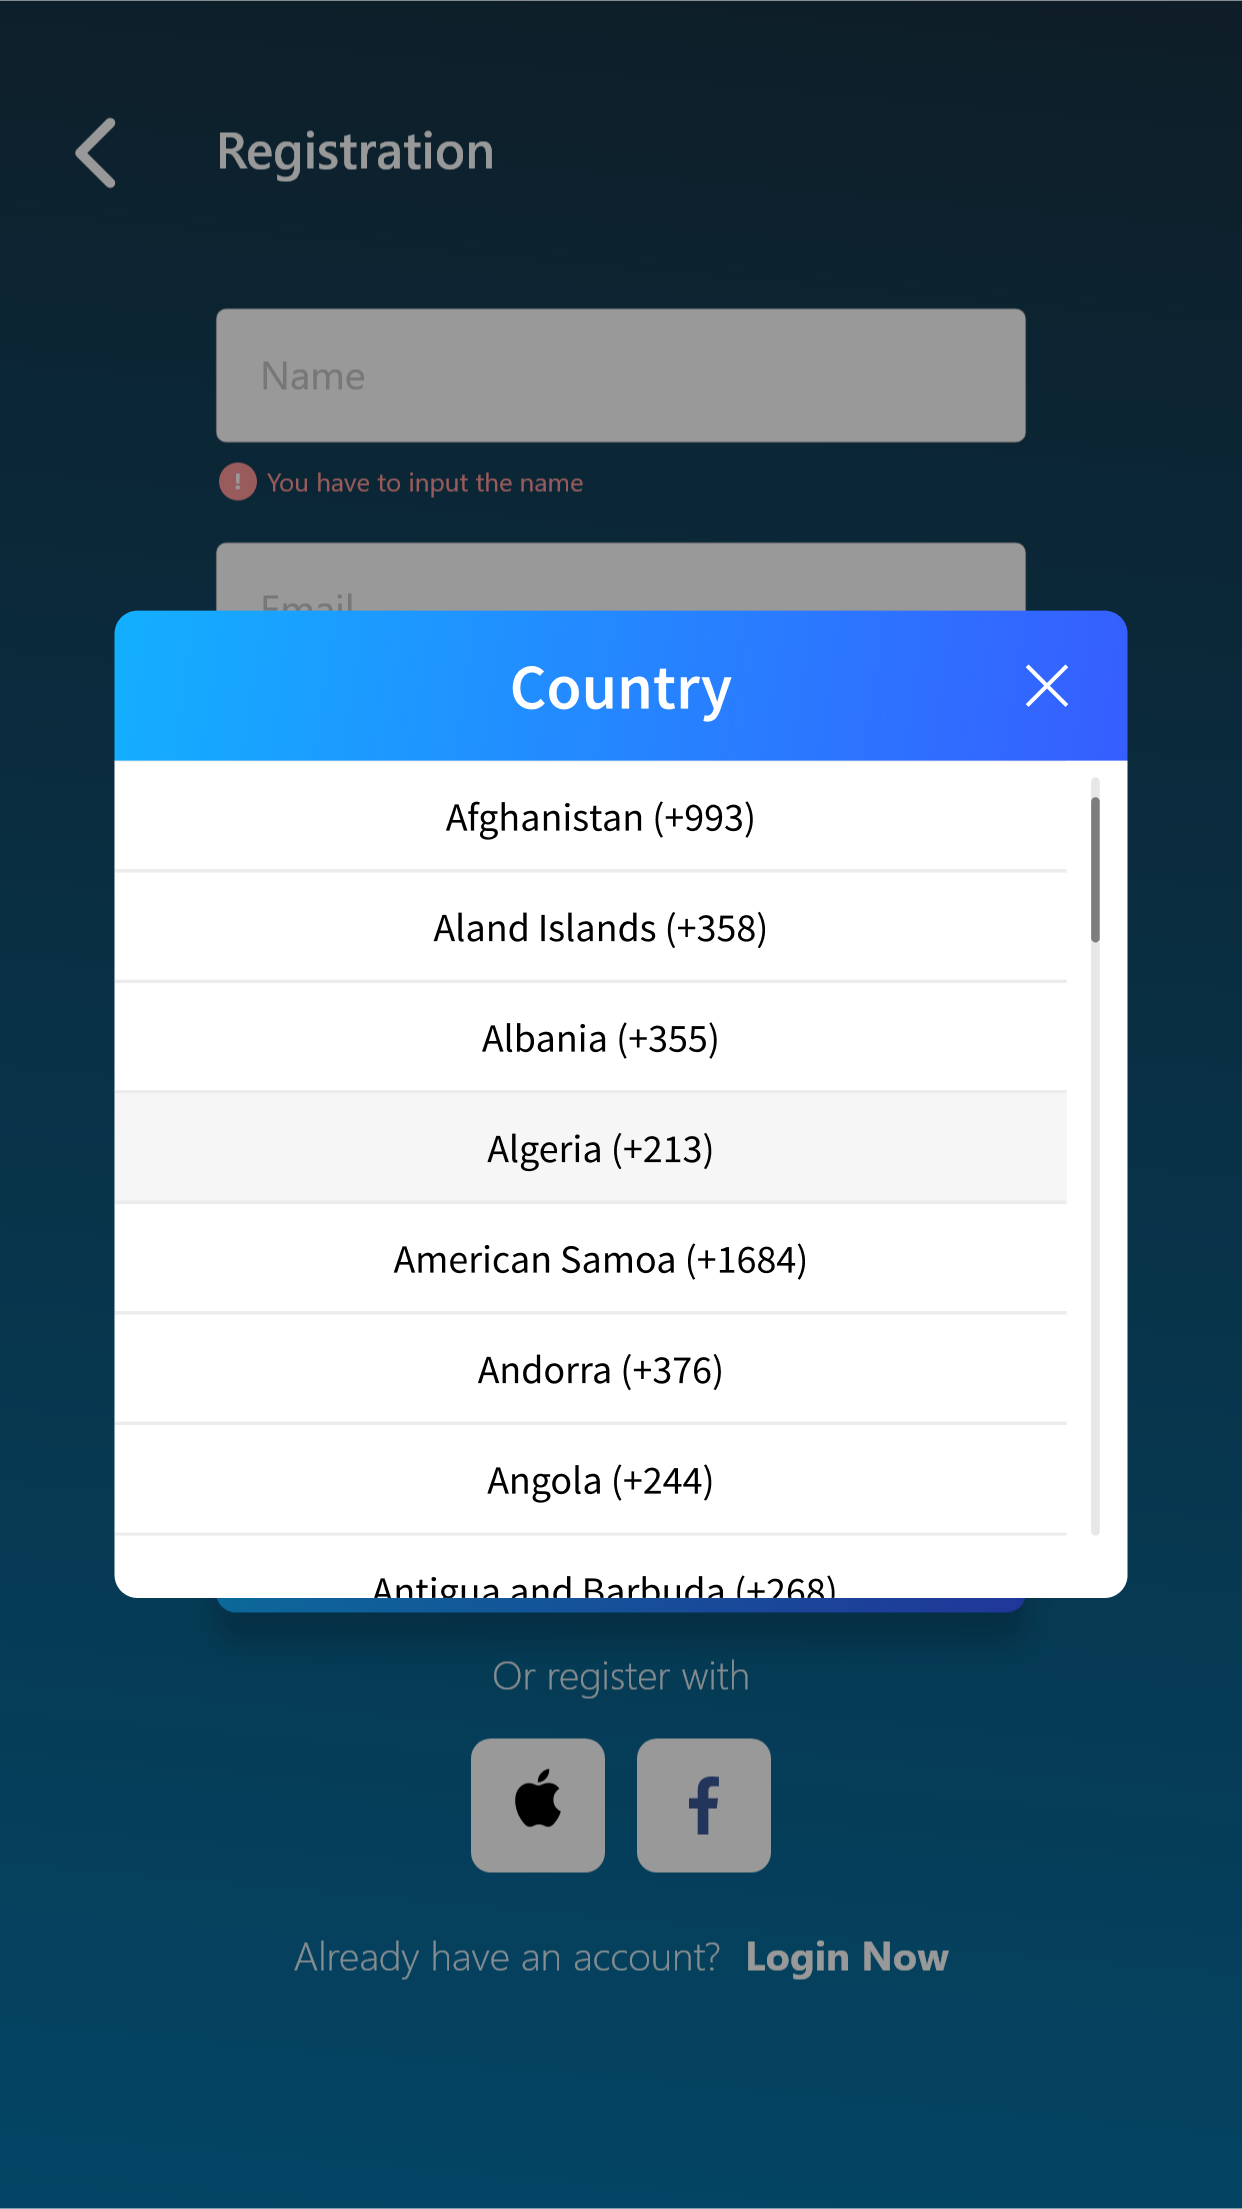 Registration
Name
! You have to input the name
Email
Country
Afghanistan (+993)
Aland Islands (+358)
Albania (+355)
Algeria (+213)
American Samoa (+1684)
Andorra (+376)
Angola (+244)
Antigua and Barbuda (+268)
Or register with
Already have an account? Login Now